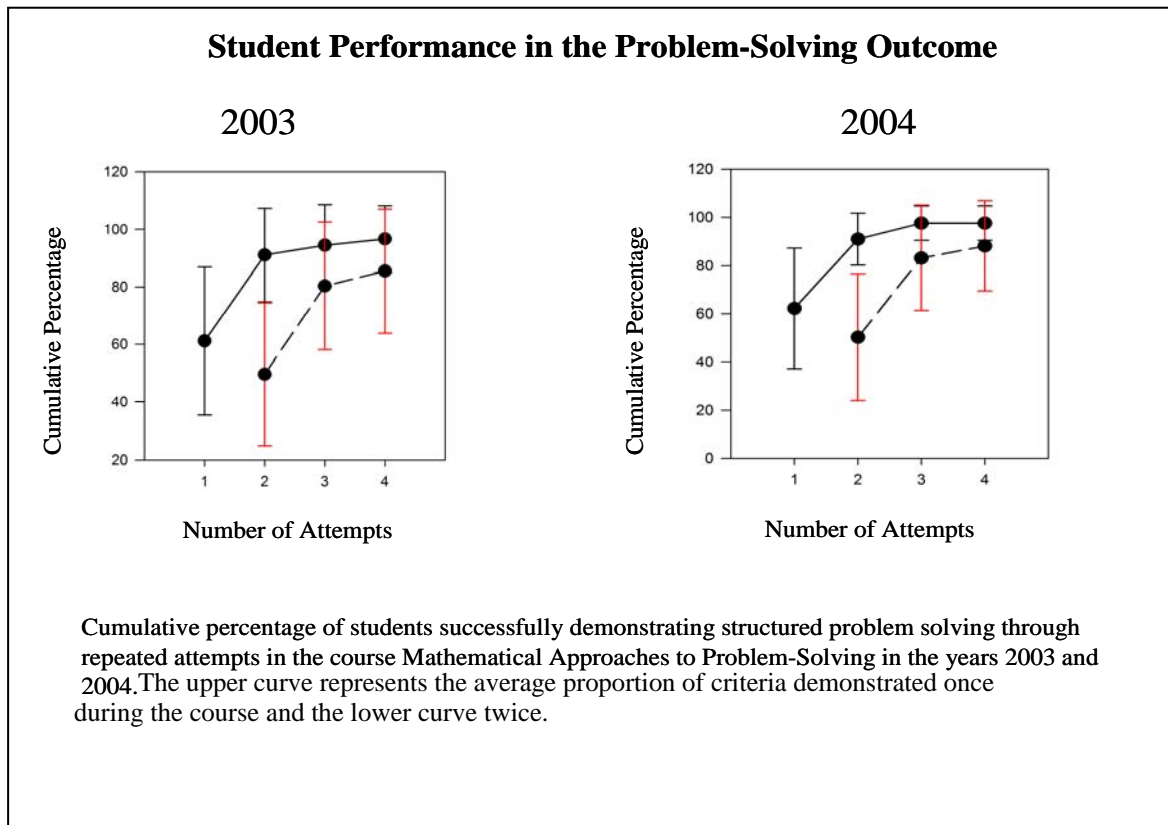 Student Performance in the Problem-Solving Outcome
2003
2004
120
100
80
60
40
20
1 2 3 4
Cumulative Percentage
Number of Attempts
120
100
80
60
40
20
0
1 2 3 4
Cumulative Percentage
Number of Attempts
Cumulative percentage of students successfully demonstrating structured problem solving through
repeated attempts in the course Mathematical Approaches to Problem-Solving in the years 2003 and
2004.The upper curve represents the average proportion of criteria demonstrated once
during the course and the lower curve twice.